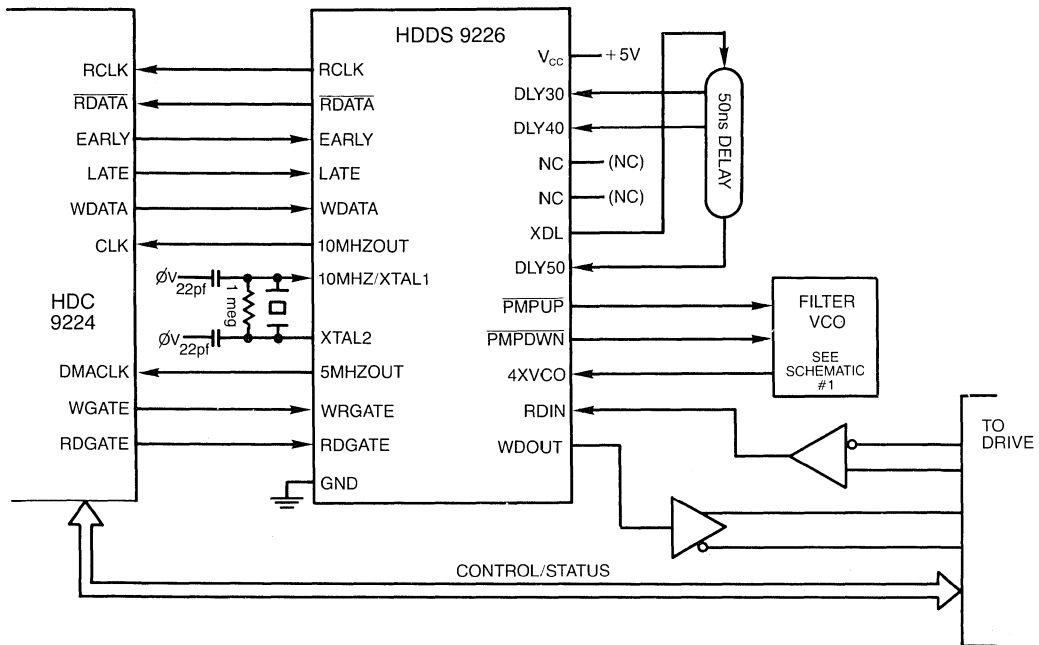 HDDS 9226
RCLK
RDATA
EARLY
LATE
WDATA
CLK
HDC
9224
DMACLK
WGATE
RDGATE
RCLK
RDATA
EARLY
LATE
WDATA
10MHZOUT
10MHZ/XTAL1
XTAL2
5MHZOUT
WRGATE
RDGATE
GND
ØV
22pf
1 meg
ØV
22pf
VCC
+5V
DLY30
DLY40
NC
(NC)
NC
(NC)
XDL
DLY50
PMPUP
PMPDWN
4XVCO
RDIN
WDOUT
50ns DELAY
FILTER
VCO
SEE
SCHEMATIC
#1
TO
DRIVE
CONTROL/STATUS